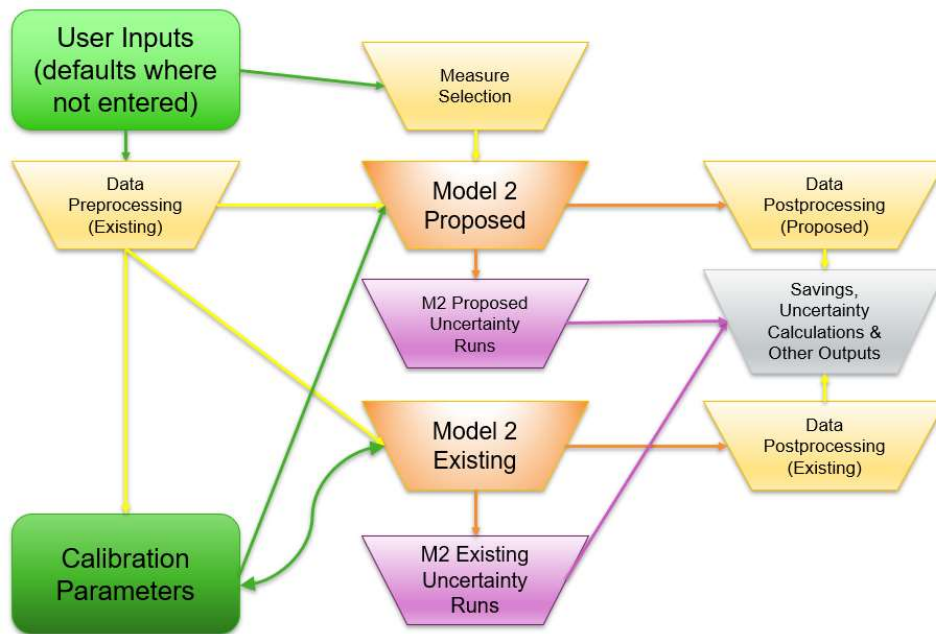 User Inputs
(defaults where
not entered)
Measure
Selection
Data
Preprocessing
(Existing)
Model 2
Proposed
Data
Postprocessing
(Proposed)
M2 Proposed
Uncertainty
Runs
Savings,
Uncertainty
Calculations &
Other Outputs
Model 2
Existing
Data
Postprocessing
(Existing)
Calibration
Parameters
M2 Existing
Uncertainty
Runs